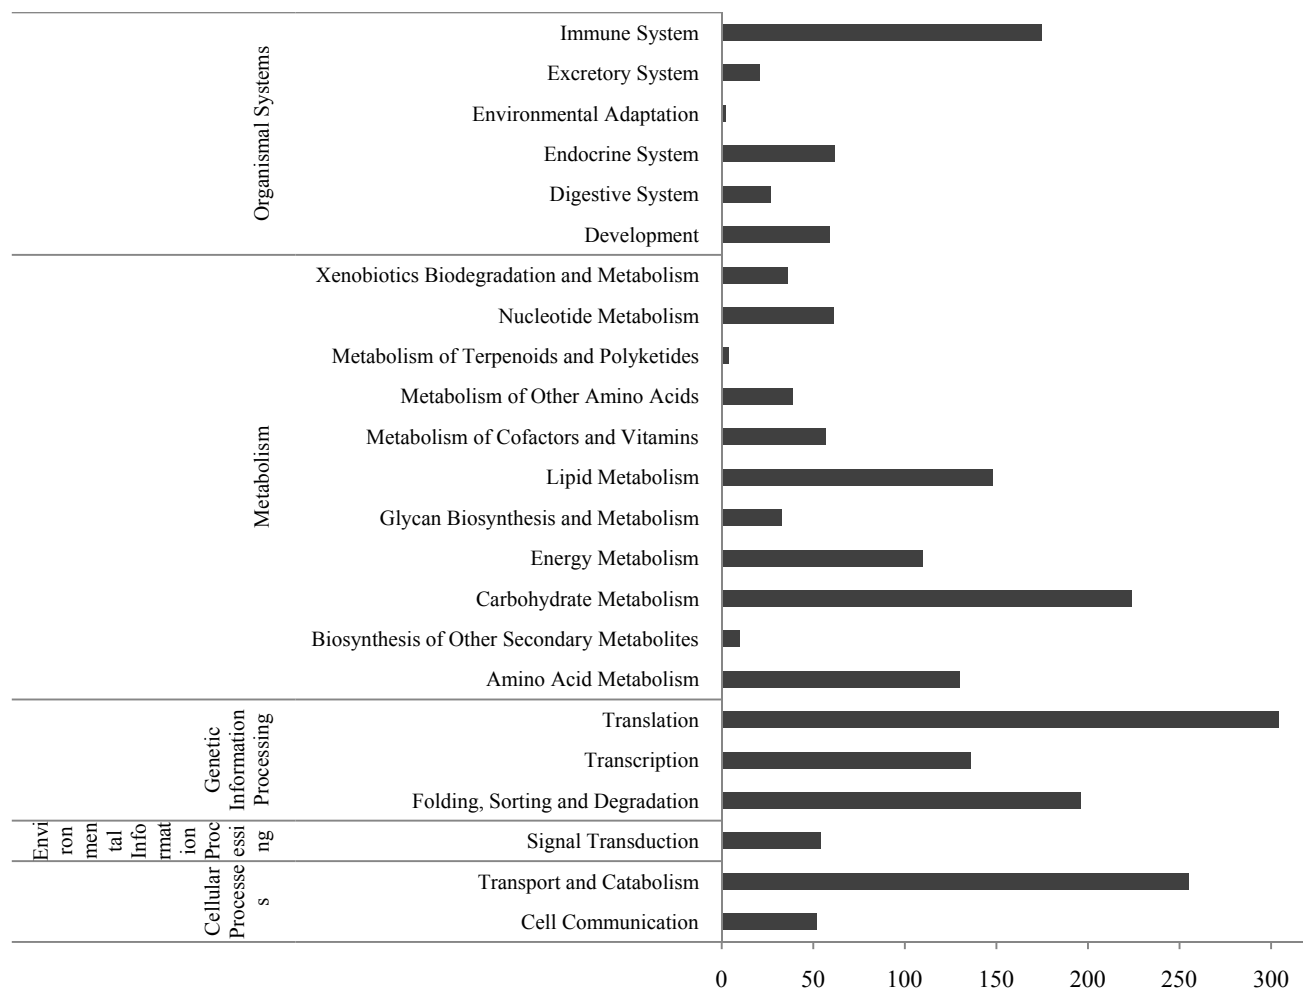 Organismal Systems
Immune System
Excretory System
Environmental Adaptation
Endocrine System
Digestive System
Development
Metabolism
Xenobiotics Biodegradation and Metabolism
Nucleotide Metabolism
Metabolism of Terpenoids and Polyketides
Metabolism of Other Amino Acids
Metabolism of Cofactors and Vitamins
Lipid Metabolism
Glycan Biosynthesis and Metabolism
Energy Metabolism
Carbohydrate Metabolism
Biosynthesis of Other Secondary Metabolites
Amino Acid Metabolism
Genetic
Information
Processing
Translation
Transcription
Folding, Sorting and Degradation
Envi
ron
men
tal
Info
rmat
ion
Proc
essi
ng
Signal Transduction
Cellular
Processe
s
Transport and Catabolism
Cell Communication
0 50 100 150 200 250 300